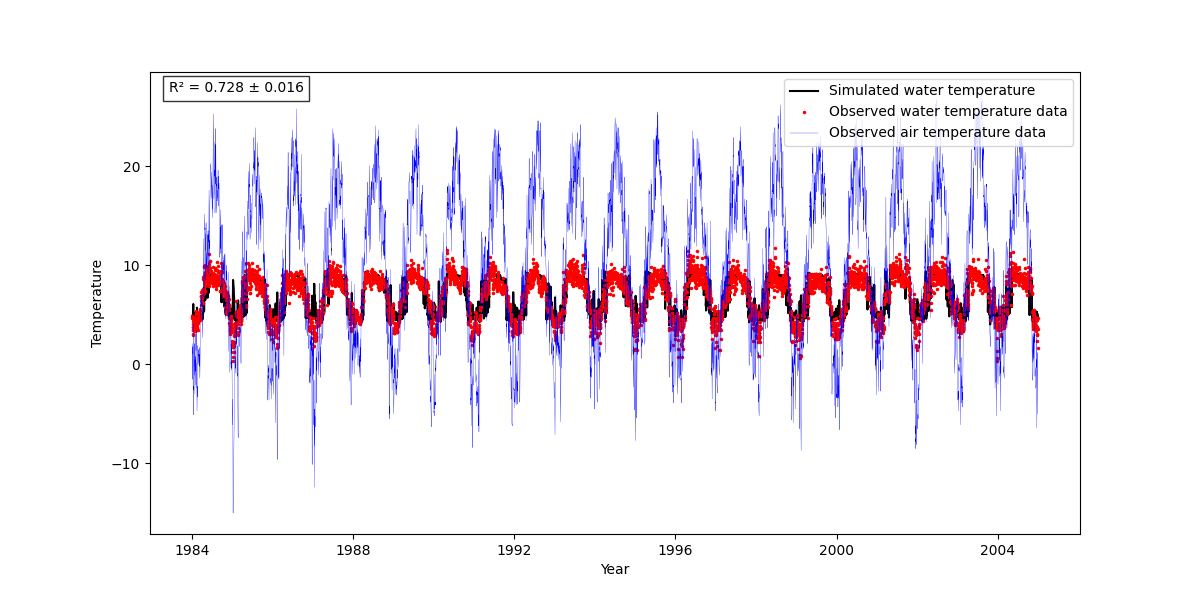 R² = 0.728 ± 0.016
Simulated water temperature
Observed water temperature data
Observed air temperature data
Temperature
20
10
0
−10
1984
1988
1992
1996
2000
2004
Year